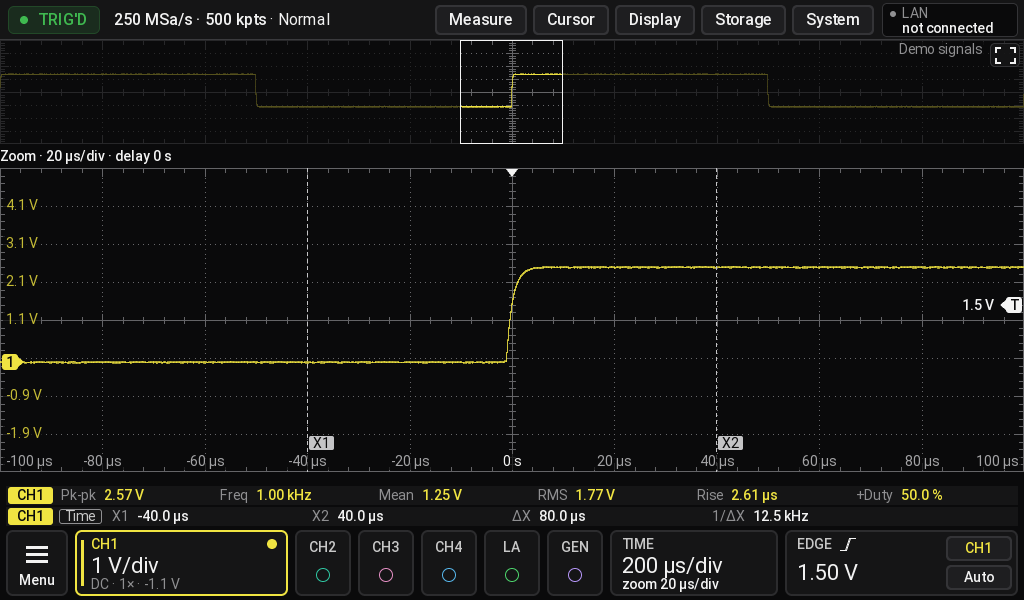 TRIG'D 250 MSa/s · 500 kpts · Normal Measure Cursor Display Storage System LAN
not connected
Demo signals
Zoom · 20 µs/div · delay 0 s
4.1 V
3.1 V
2.1 V
1.5 V T
1.1 V
1
-0.9 V
-1.9 V
X1 X2
-100 µs -80 µs -60 µs -40 µs -20 µs 0 s 20 µs 40 µs 60 µs 80 µs 100 µs
CH1 Pk-pk 2.57 V Freq 1.00 kHz Mean 1.25 V RMS 1.77 V Rise 2.61 µs +Duty 50.0 %
CH1 Time X1 -40.0 µs X2 40.0 µs ΔX 80.0 µs 1/ΔX 12.5 kHz
Menu
CH1
1 V/div
DC · 1× · -1.1 V
CH2 CH3 CH4 LA GEN
TIME
200 µs/div
zoom 20 µs/div
EDGE
1.50 V
CH1
Auto